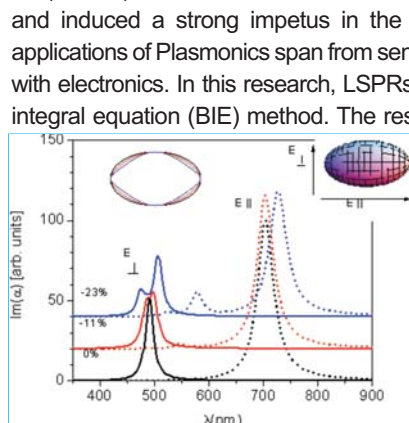 and induced a strong impetus in the
applications of Plasmonics span from sen
with electronics. In this research, LSPRs
integral equation (BIE) method. The res
150
100
50
0
Im(α) [arb. units]
E ⊥
E ||
E ⊥
E ||
-23%
-11%
0%
400 500 600 700 800 900
λ(nm)